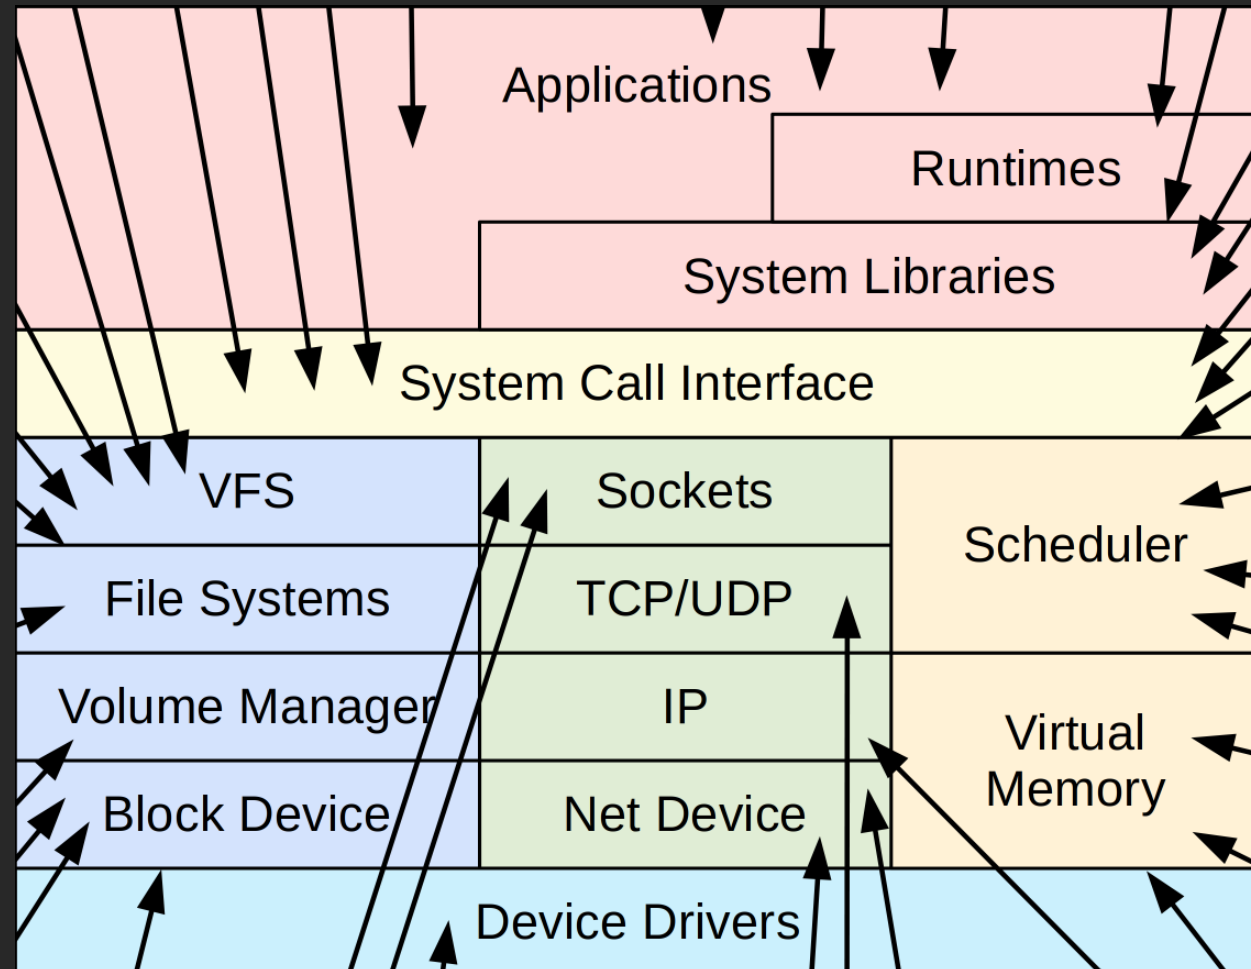 Applications
Runtimes
System Libraries
System Call Interface
VFS
Sockets
Scheduler
File Systems
TCP/UDP
Volume Manager
IP
Virtual
Memory
Block Device
Net Device
Device Drivers